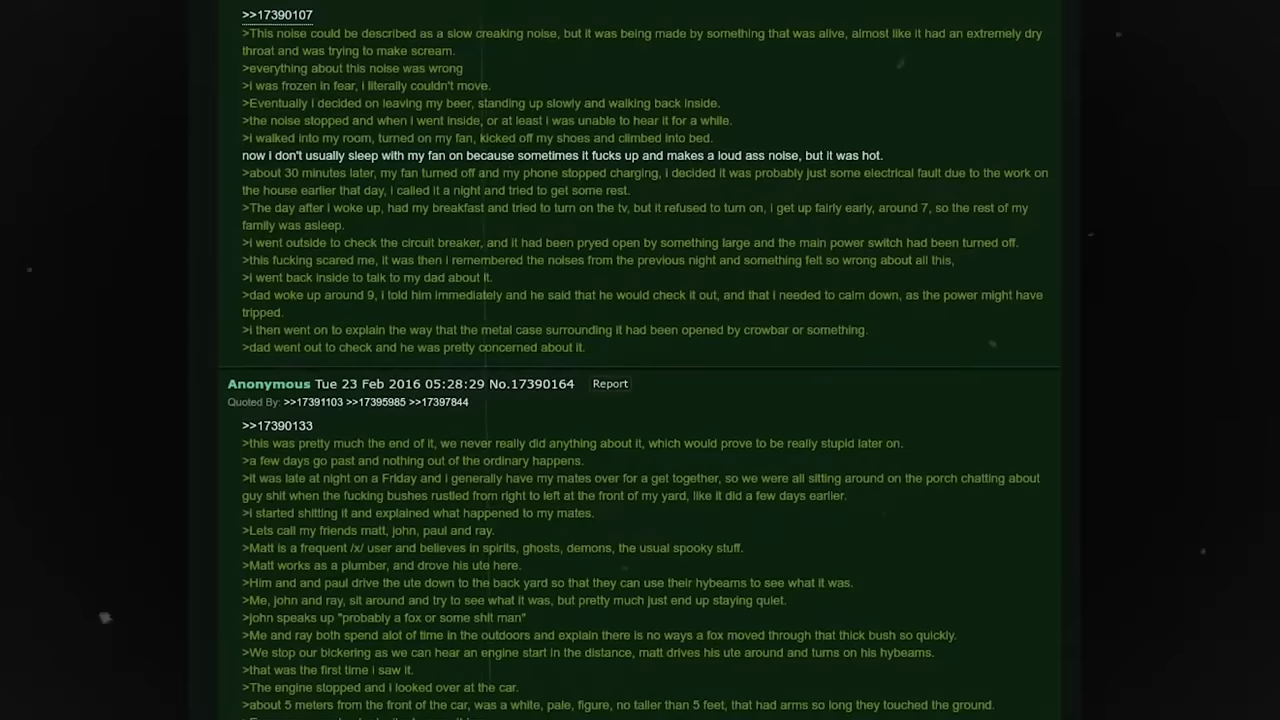 >>17390107
>This noise could be described as a slow creaking noise, but it was being made by something that was alive, almost like it had an extremely dry
throat and was trying to make scream.
>everything about this noise was wrong
>i was frozen in fear, i literally couldn't move.
>Eventually i decided on leaving my beer, standing up slowly and walking back inside.
>the noise stopped and when i went inside, or at least i was unable to hear it for a while.
>i walked into my room, turned on my fan, kicked off my shoes and climbed into bed.
now i don't usually sleep with my fan on because sometimes it fucks up and makes a loud ass noise, but it was hot.
>about 30 minutes later, my fan turned off and my phone stopped charging, i decided it was probably just some electrical fault due to the work on
the house earlier that day, i called it a night and tried to get some rest.
>The day after i woke up, had my breakfast and tried to turn on the tv, but it refused to turn on, i get up fairly early, around 7, so the rest of my
family was asleep.
>i went outside to check the circuit breaker, and it had been pryed open by something large and the main power switch had been turned off.
>this fucking scared me, it was then i remembered the noises from the previous night and something felt so wrong about all this,
>i went back inside to talk to my dad about it.
>dad woke up around 9, i told him immediately and he said that he would check it out, and that i needed to calm down, as the power might have
tripped.
>i then went on to explain the way that the metal case surrounding it had been opened by crowbar or something.
>dad went out to check and he was pretty concerned about it.
Anonymous Tue 23 Feb 2016 05:28:29 No.17390164 Report
Quoted By: >>17391103 >>17395985 >>17397844
>>17390133
>this was pretty much the end of it, we never really did anything about it, which would prove to be really stupid later on.
>a few days go past and nothing out of the ordinary happens.
>it was late at night on a Friday and i generally have my mates over for a get together, so we were all sitting around on the porch chatting about
guy shit when the fucking bushes rustled from right to left at the front of my yard, like it did a few days earlier.
>I started shitting it and explained what happened to my mates.
>Lets call my friends matt, john, paul and ray.
>Matt is a frequent /x/ user and believes in spirits, ghosts, demons, the usual spooky stuff.
>Matt works as a plumber, and drove his ute here.
>Him and and paul drive the ute down to the back yard so that they can use their hybeams to see what it was.
>Me, john and ray, sit around and try to see what it was, but pretty much just end up staying quiet.
>john speaks up "probably a fox or some shit man"
>Me and ray both spend alot of time in the outdoors and explain there is no ways a fox moved through that thick bush so quickly.
>We stop our bickering as we can hear an engine start in the distance, matt drives his ute around and turns on his hybeams.
>that was the first time i saw it.
>The engine stopped and i looked over at the car.
>about 5 meters from the front of the car, was a white, pale, figure, no taller than 5 feet, that had arms so long they touched the ground.